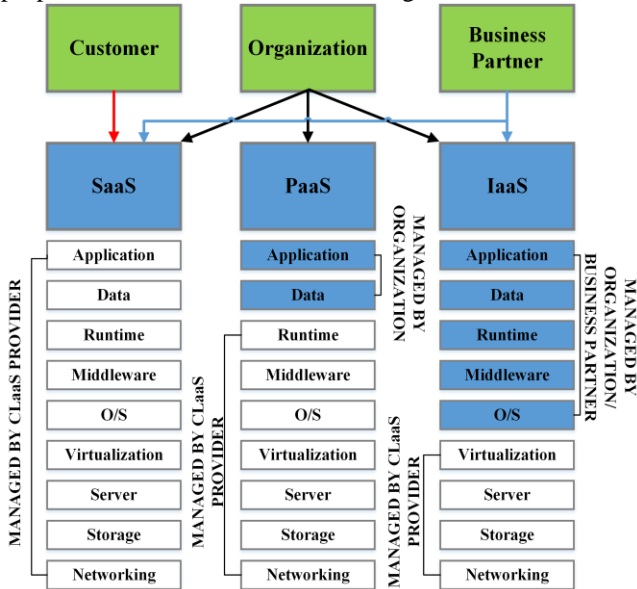 Customer
Organization
Business
Partner
SaaS
PaaS
IaaS
MANAGED BY CLaaS PROVIDER
Application
Data
Runtime
Middleware
O/S
Virtualization
Server
Storage
Networking
Application
Data
MANAGED BY
ORGANIZATION
MANAGED BY CLaaS
PROVIDER
Runtime
Middleware
O/S
Virtualization
Server
Storage
Networking
Application
Data
Runtime
Middleware
O/S
MANAGED BY
ORGANIZATION/
BUSINESS PARTNER
MANAGED BY CLaaS
PROVIDER
Virtualization
Server
Storage
Networking